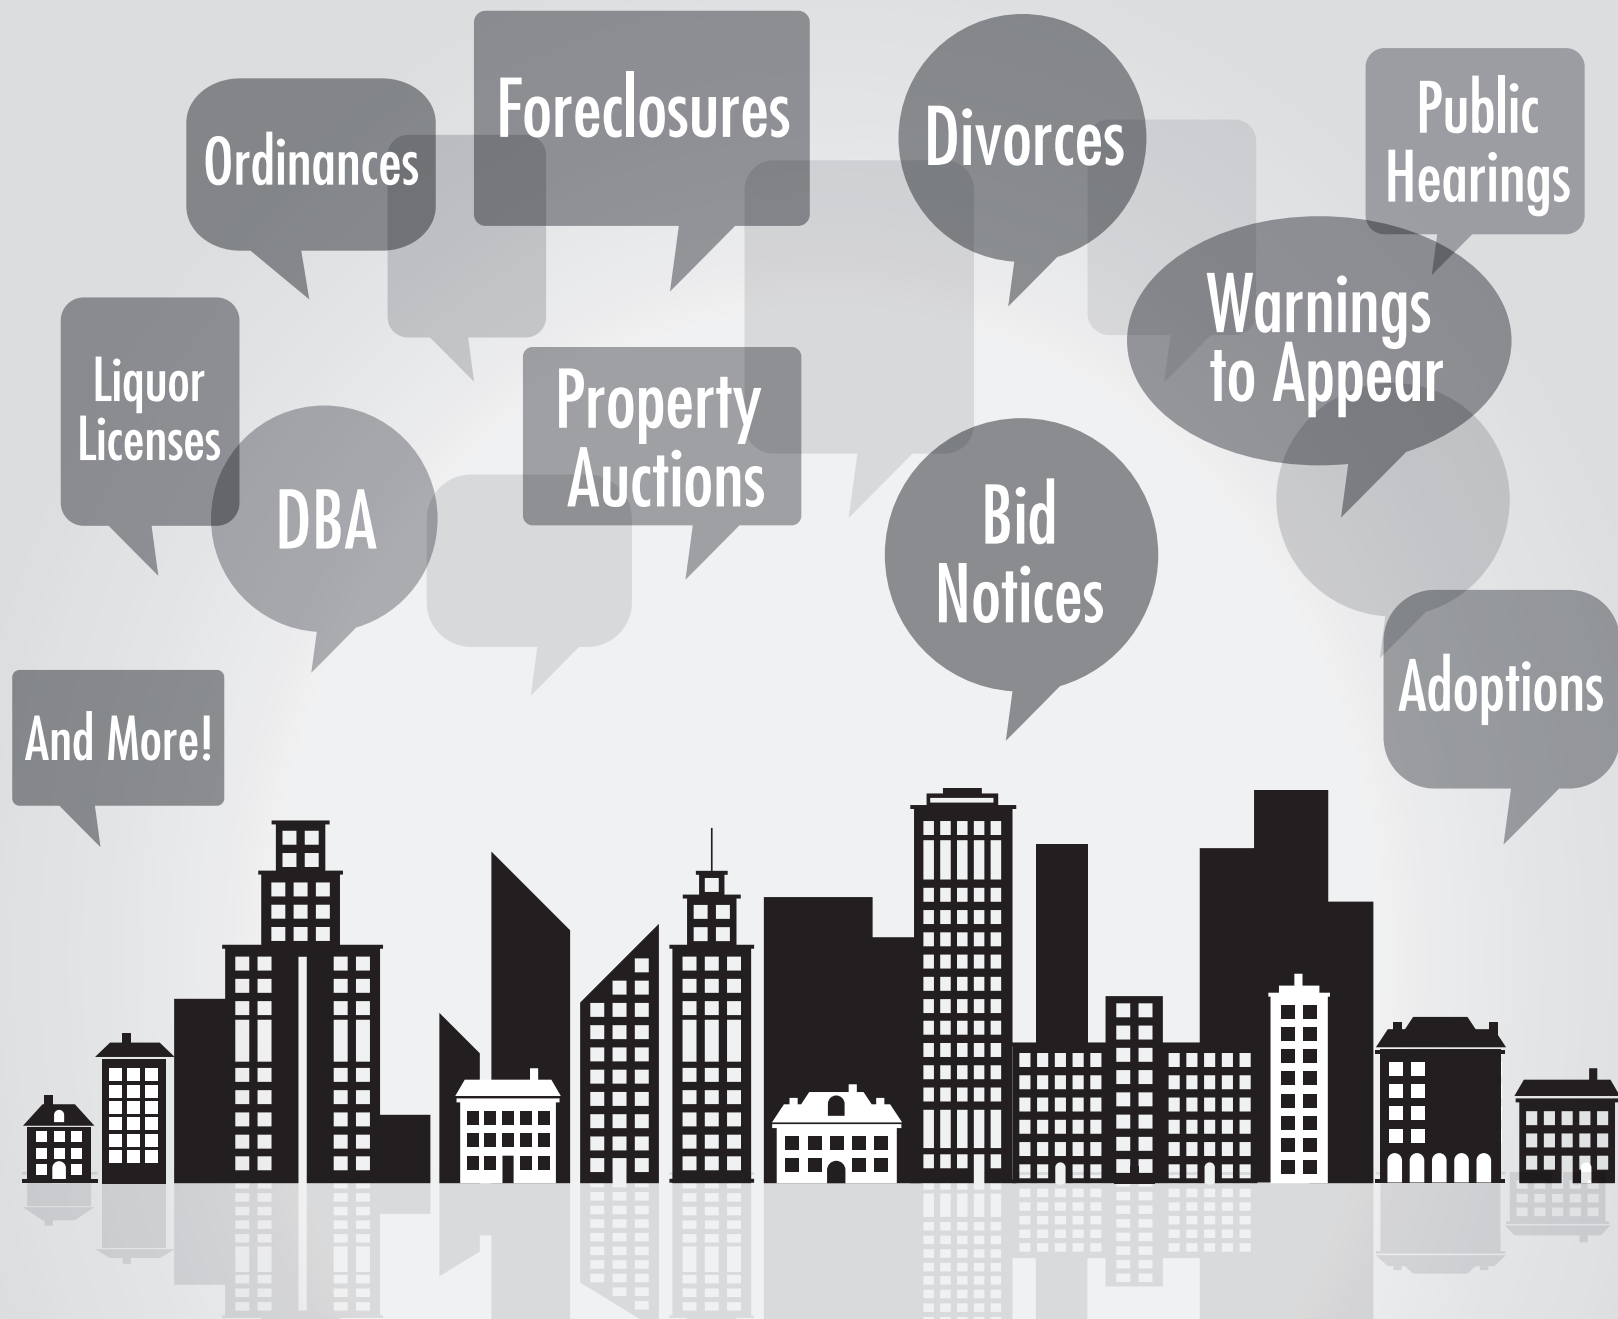 Foreclosures
Ordinances
Divorces
Public
Hearings
Warnings
to Appear
Liquor
Licenses
DBA
Property
Auctions
Bid
Notices
Adoptions
And More!